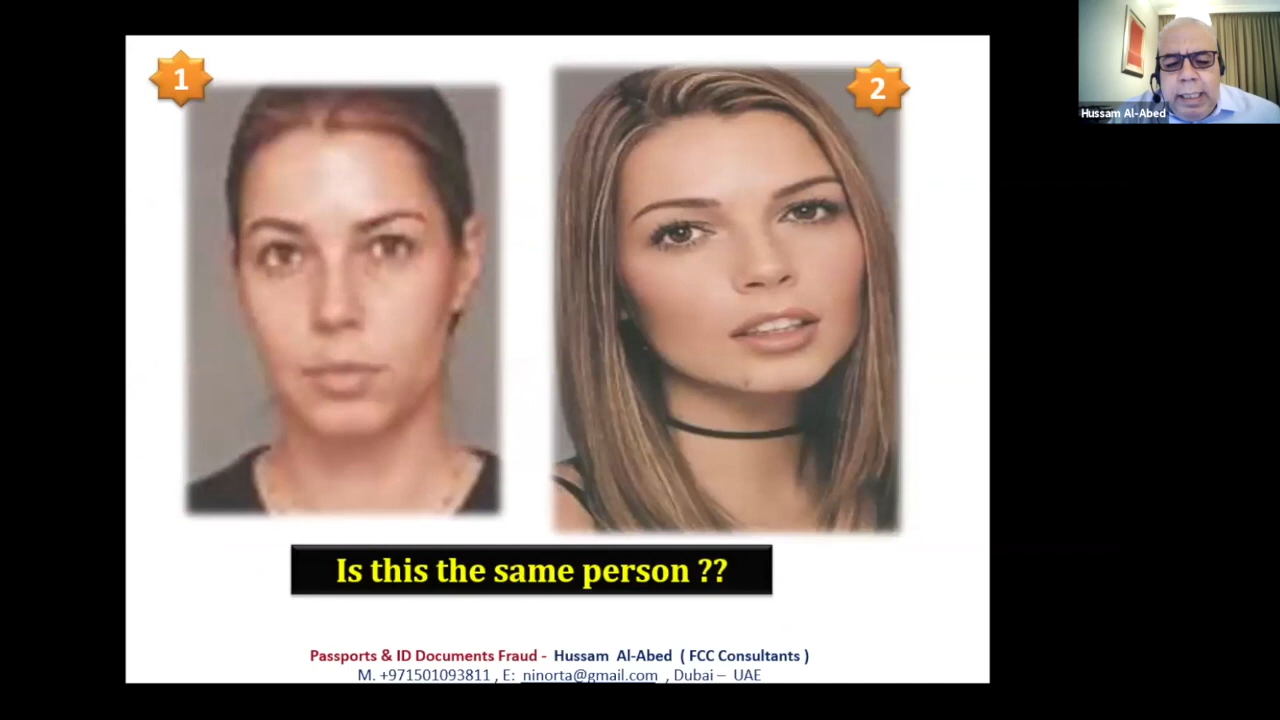 1
2
Hussam Al-Abed
Is this the same person ??
Passports & ID Documents Fraud - Hussam Al-Abed ( FCC Consultants )
M. +971501093811 , E: ninorta@gmail.com , Dubai – UAE